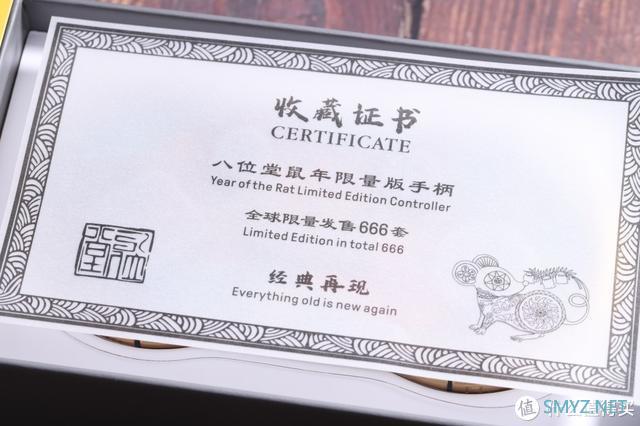 收藏证书
CERTIFICATE
八位堂鼠年限量版手柄
Year of the Rat Limited Edition Controller
全球限量发售666套
Limited Edition in total 666
经典再现
Everything old is new again
值 SMYZ.NET